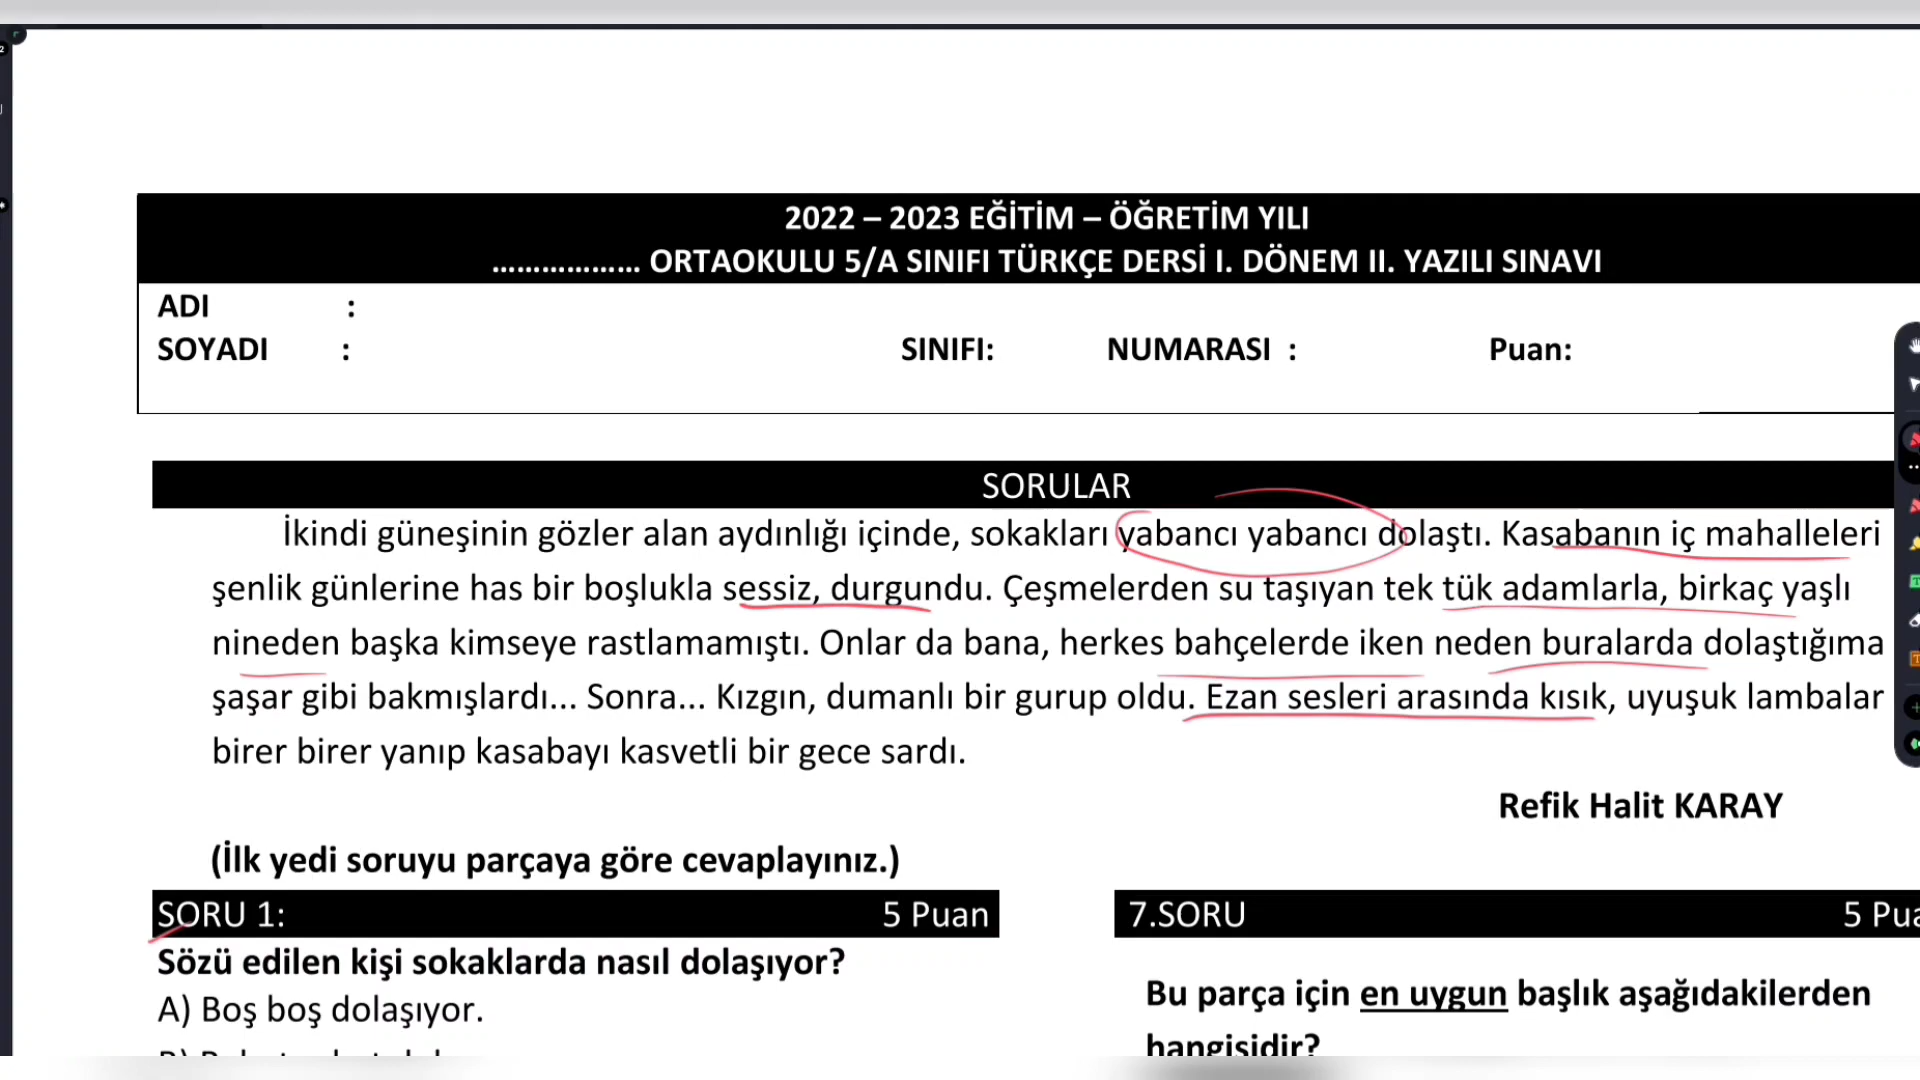 2022 – 2023 EĞİTİM – ÖĞRETİM YILI
.................. ORTAOKULU 5/A SINIFI TÜRKÇE DERSİ I. DÖNEM II. YAZILI SINAVI
ADI :
SOYADI : SINIFI: NUMARASI : Puan:
SORULAR
İkindi güneşinin gözler alan aydınlığı içinde, sokakları yabancı yabancı dolaştı. Kasabanın iç mahalleleri
şenlik günlerine has bir boşlukla sessiz, durgundu. Çeşmelerden su taşıyan tek tük adamlarla, birkaç yaşlı
nineden başka kimseye rastlamamıştı. Onlar da bana, herkes bahçelerde iken neden buralarda dolaştığıma
şaşar gibi bakmışlardı... Sonra... Kızgın, dumanlı bir gurup oldu. Ezan sesleri arasında kısık, uyuşuk lambalar
birer birer yanıp kasabayı kasvetli bir gece sardı.
Refik Halit KARAY
(İlk yedi soruyu parçaya göre cevaplayınız.)
SORU 1: 5 Puan
Sözü edilen kişi sokaklarda nasıl dolaşıyor?
A) Boş boş dolaşıyor.
7.SORU 5 Pua
Bu parça için en uygun başlık aşağıdakilerden
hangisidir?